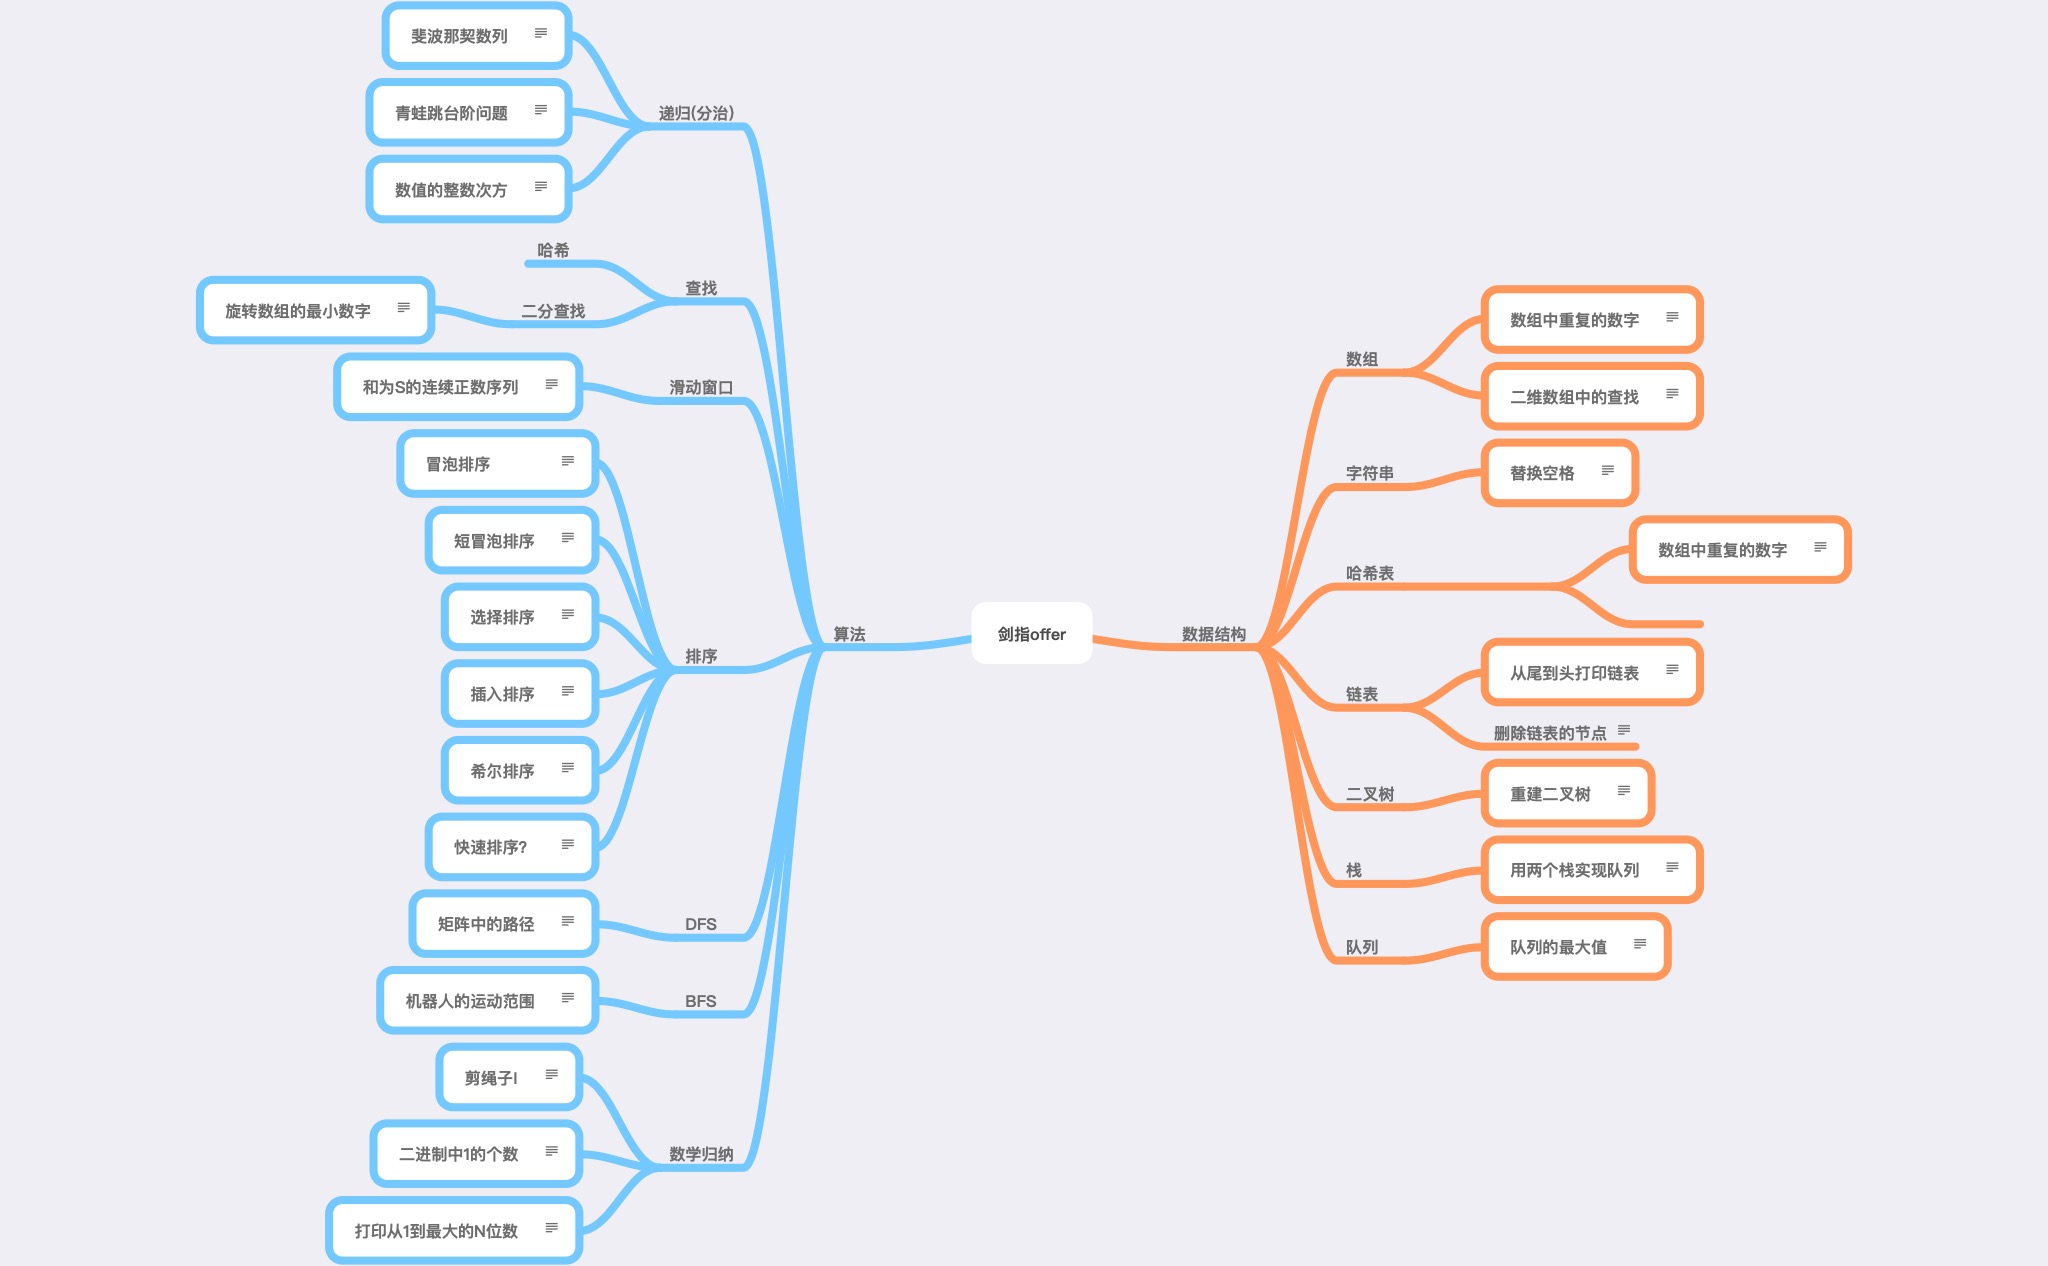 斐波那契数列
青蛙跳台阶问题
数值的整数次方
递归(分治)
哈希
旋转数组的最小数字
二分查找
查找
和为S的连续正数序列
滑动窗口
冒泡排序
短冒泡排序
选择排序
插入排序
希尔排序
快速排序?
排序
矩阵中的路径
DFS
机器人的运动范围
BFS
剪绳子I
二进制中1的个数
打印从1到最大的N位数
数学归纳
算法
剑指offer
数据结构
数组
数组中重复的数字
二维数组中的查找
字符串
替换空格
哈希表
数组中重复的数字
链表
从尾到头打印链表
删除链表的节点
二叉树
重建二叉树
栈
用两个栈实现队列
队列
队列的最大值